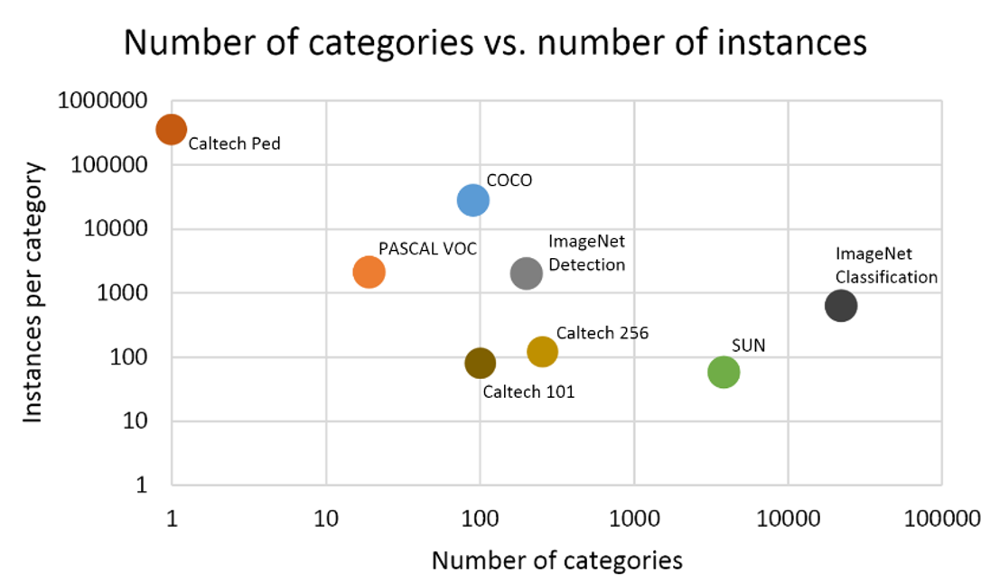 Number of categories vs. number of instances
1000000
100000
10000
1000
100
10
1
Instances per category
Caltech Ped
COCO
PASCAL VOC
ImageNet
Detection
ImageNet
Classification
Caltech 256
SUN
Caltech 101
1 10 100 1000 10000 100000
Number of categories